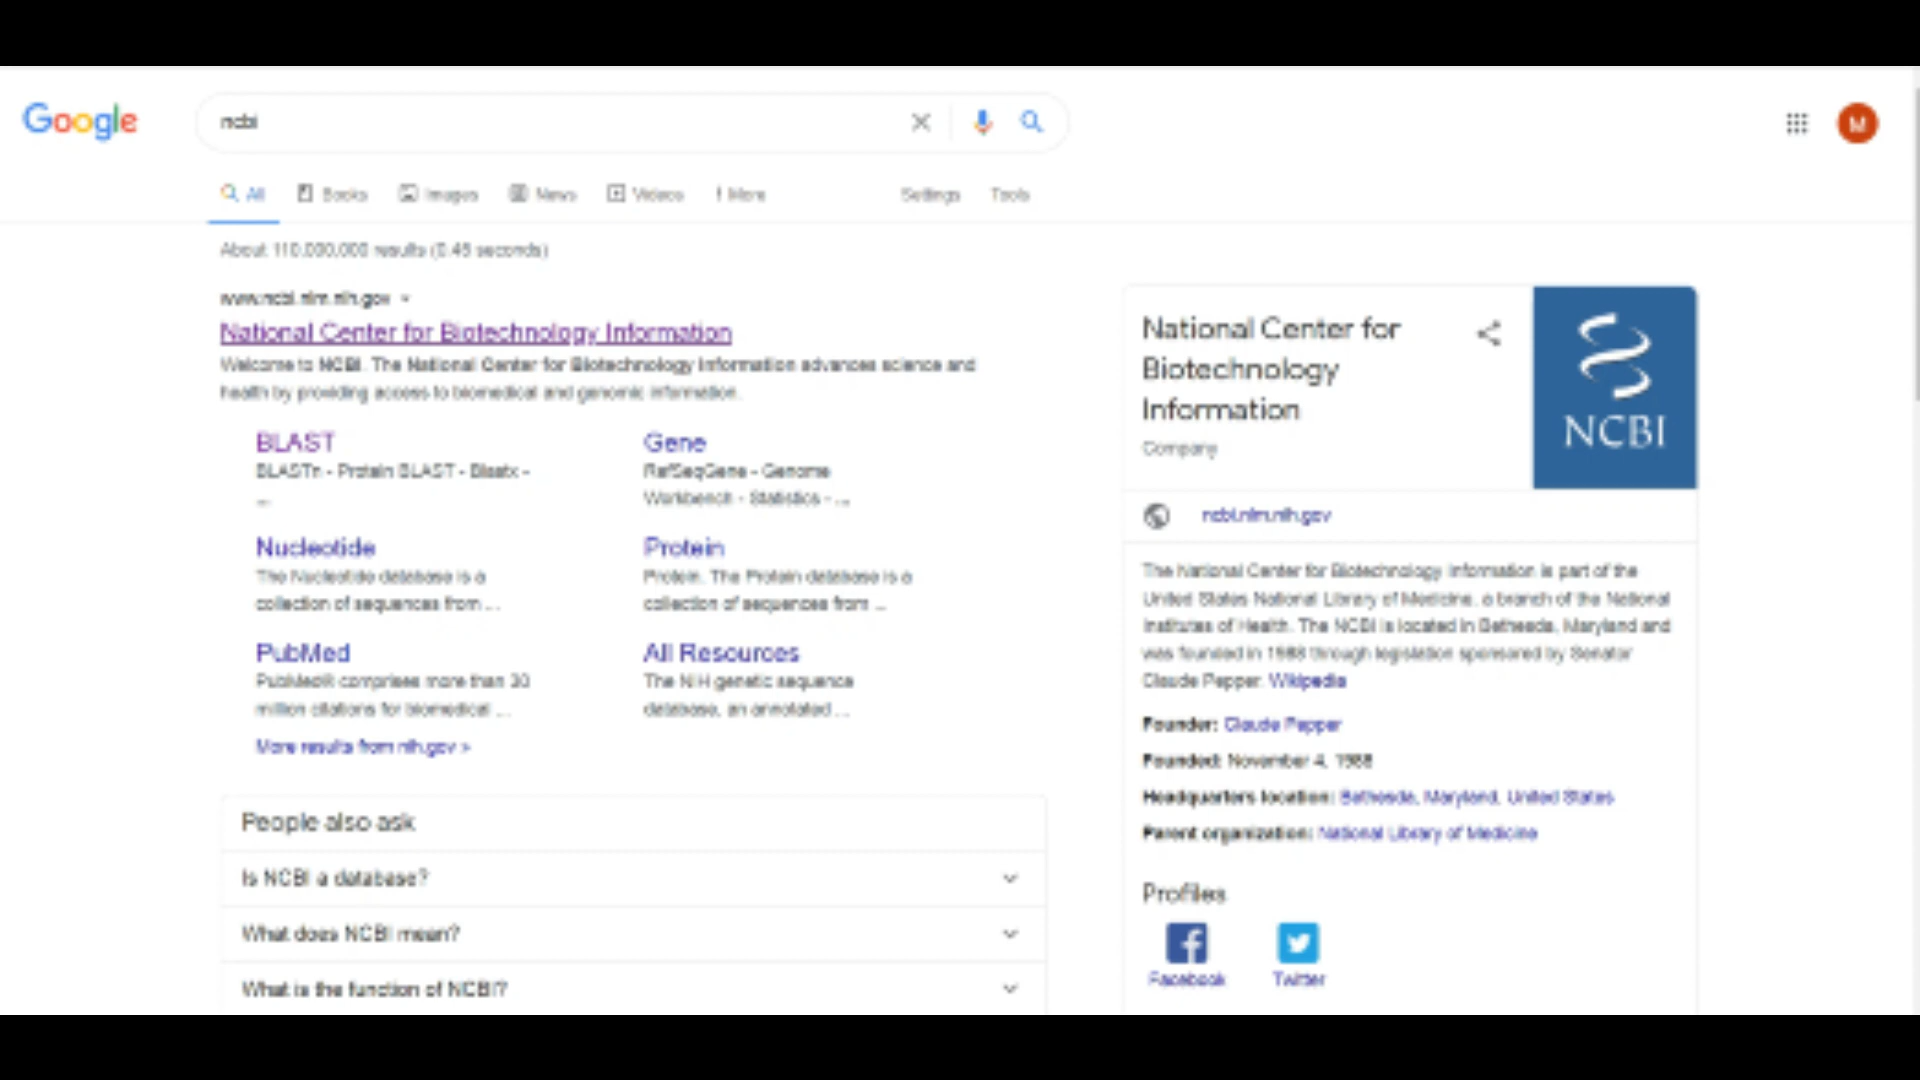 Google
ncbi
M
All Books Images News Videos More Settings Tools
About 110,000,000 results (0.48 seconds)
www.ncbi.nlm.nih.gov
National Center for Biotechnology Information
Welcome to NCBI. The National Center for Biotechnology Information advances science and
health by providing access to biomedical and genomic information.
BLAST
BLASTn - Protein BLAST - Blastx -
...
Gene
RefSeqGene - Genome
Workbench - Statistics - ...
Nucleotide
The Nucleotide database is a
collection of sequences from ...
Protein
Protein. The Protein database is a
collection of sequences from ...
PubMed
PubMed® comprises more than 30
million citations for biomedical ...
All Resources
The NIH genetic sequence
database, an annotated ...
More results from nih.gov »
People also ask
Is NCBI a database?
What does NCBI mean?
What is the function of NCBI?
National Center for
Biotechnology
Information
Company
NCBI
ncbi.nlm.nih.gov
The National Center for Biotechnology Information is part of the
United States National Library of Medicine, a branch of the National
Institutes of Health. The NCBI is located in Bethesda, Maryland and
was founded in 1988 through legislation sponsored by Senator
Claude Pepper. Wikipedia
Founder: Claude Pepper
Founded: November 4, 1988
Headquarters location: Bethesda, Maryland, United States
Parent organization: National Library of Medicine
Profiles
Facebook
Twitter